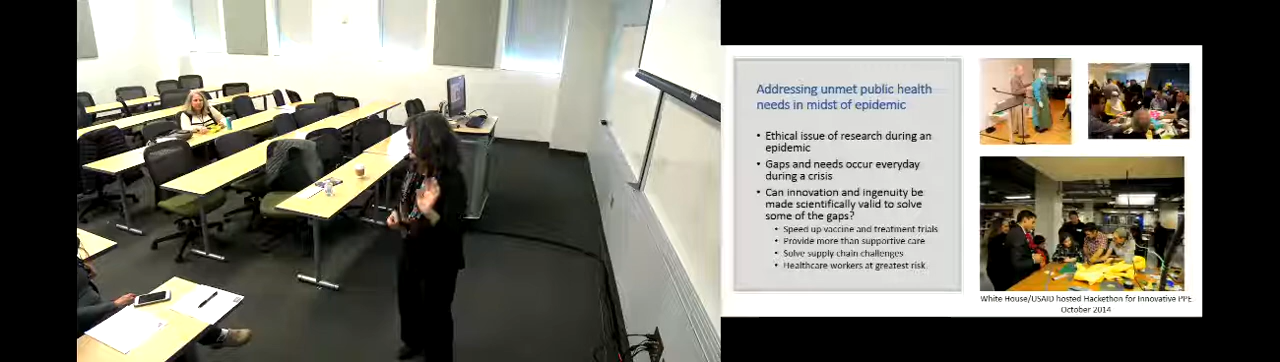 Addressing unmet public health
needs in midst of epidemic
• Ethical issue of research during an
epidemic
• Gaps and needs occur everyday
during a crisis
• Can innovation and ingenuity be
made scientifically valid to solve
some of the gaps?
• Speed up vaccine and treatment trials
• Provide more than supportive care
• Solve supply chain challenges
• Healthcare workers at greatest risk
White House/USAID hosted Hackethon for Innovative PPE
October 2014